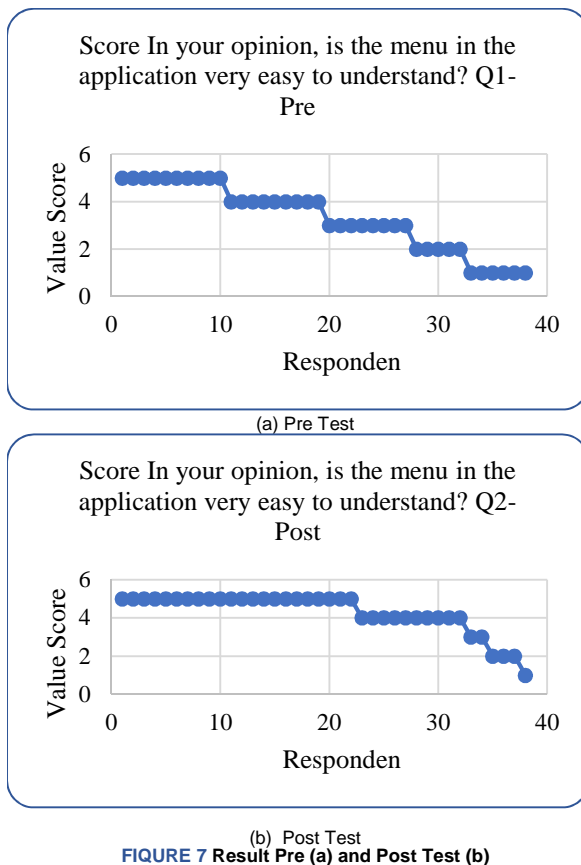 Score In your opinion, is the menu in the
application very easy to understand? Q1-
Pre
6
4
2
0
Value Score
0 10 20 30 40
Responden
(a) Pre Test
Score In your opinion, is the menu in the
application very easy to understand? Q2-
Post
6
4
2
0
Value Score
0 10 20 30 40
Responden
(b) Post Test
FIQURE 7 Result Pre (a) and Post Test (b)